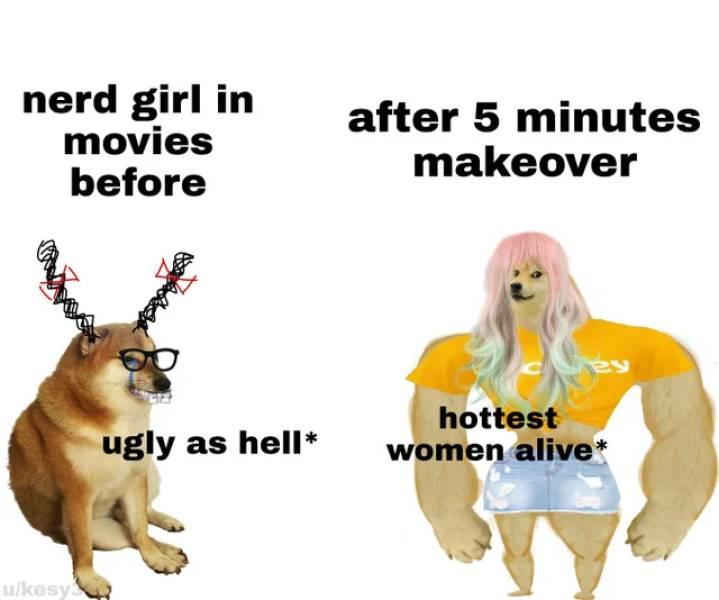 nerd girl in
movies
before
after 5 minutes
makeover
ugly as hell*
hottest
women alive*